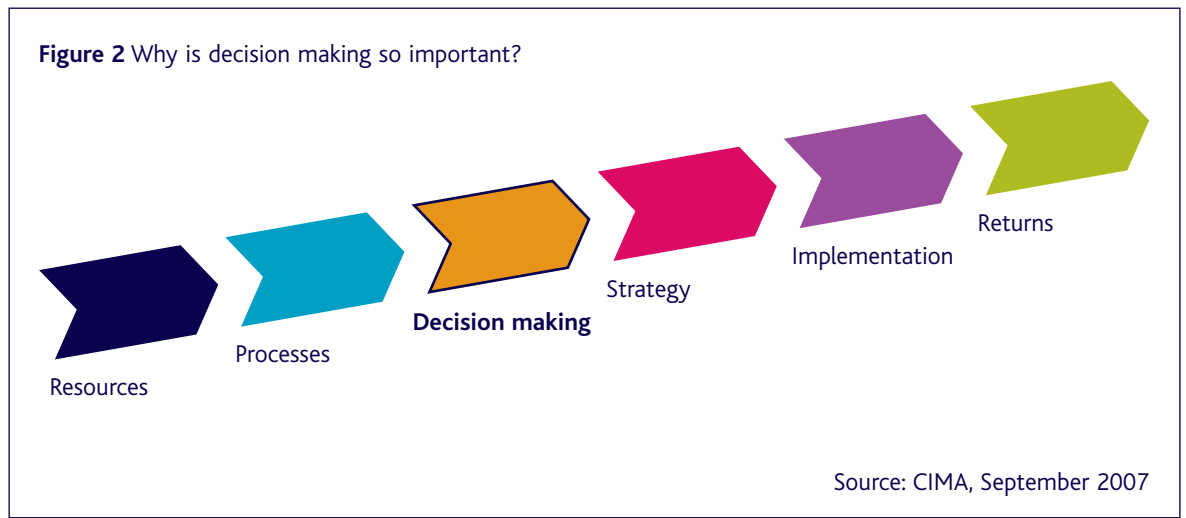 Figure 2 Why is decision making so important?
Resources
Processes
Decision making
Strategy
Implementation
Returns
Source: CIMA, September 2007